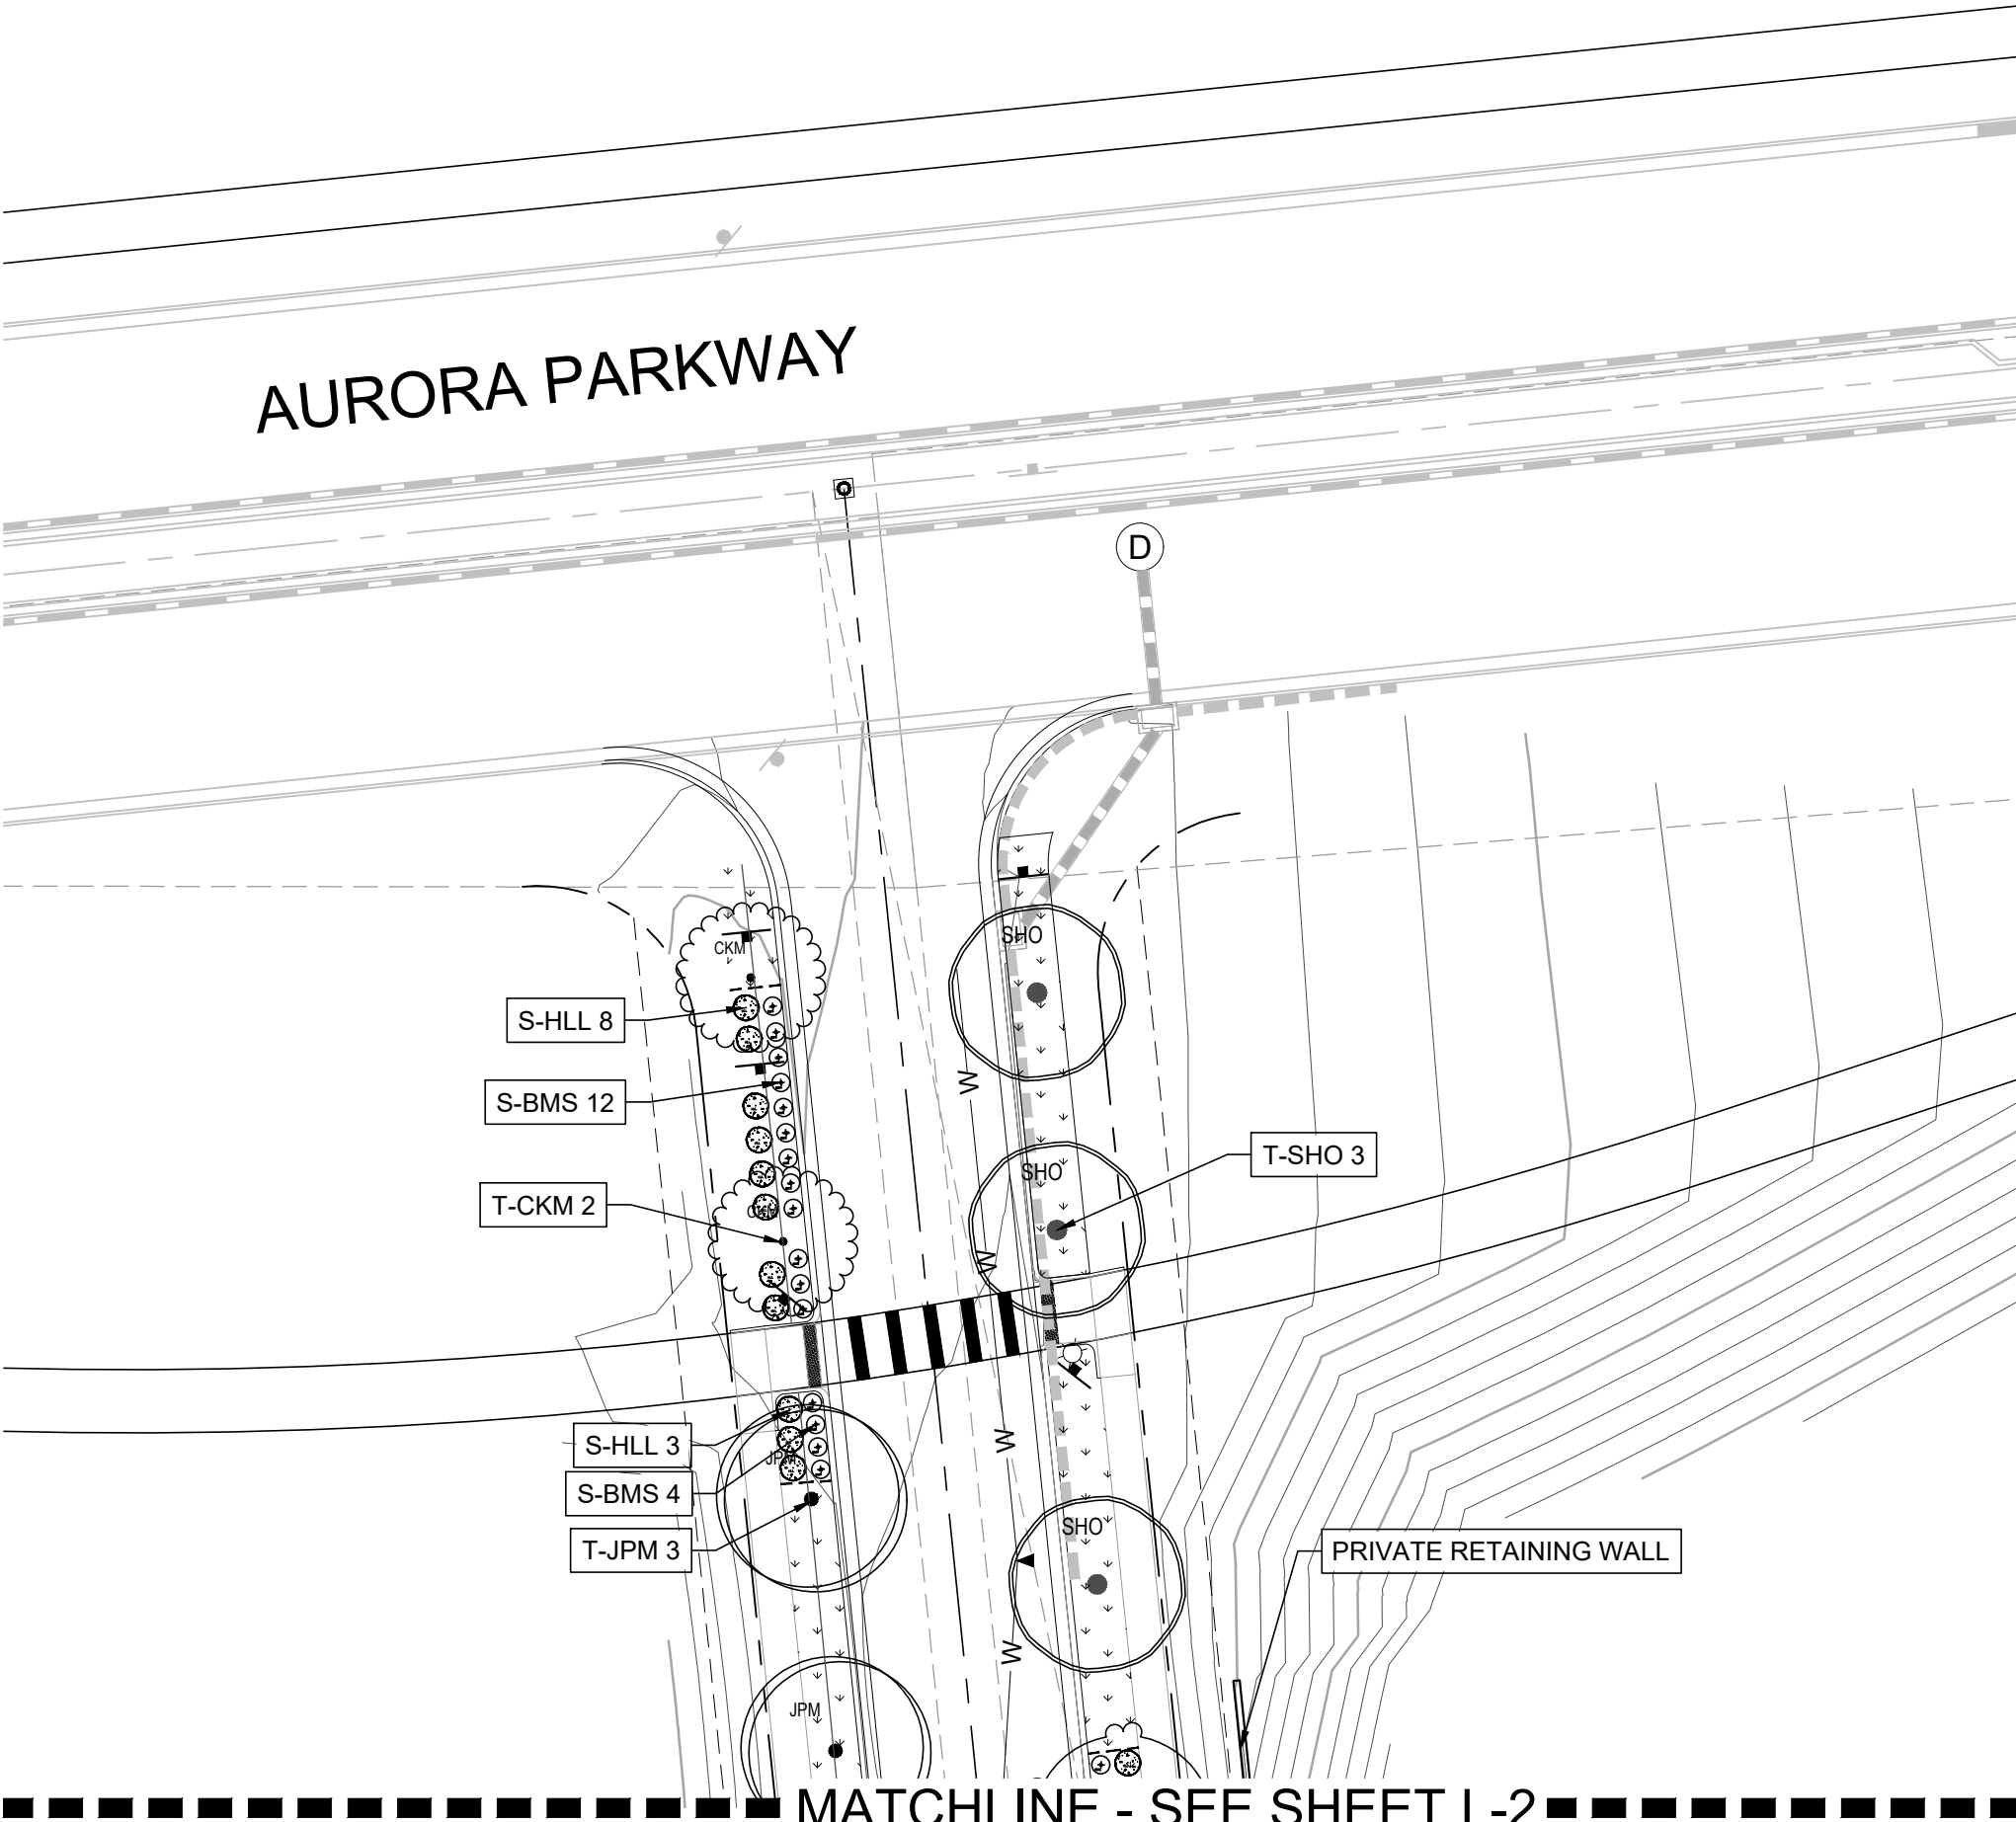 AURORA PARKWAY
D
SHO
CKM
S-HLL 8
W
S-BMS 12
T-SHO 3
SHO
T-CKM 2
CKM
W
S-HLL 3
W
JPM
S-BMS 4
SHO
T-JPM 3
PRIVATE RETAINING WALL
W
JPM
MATCHLINE - SEE SHEET L-2